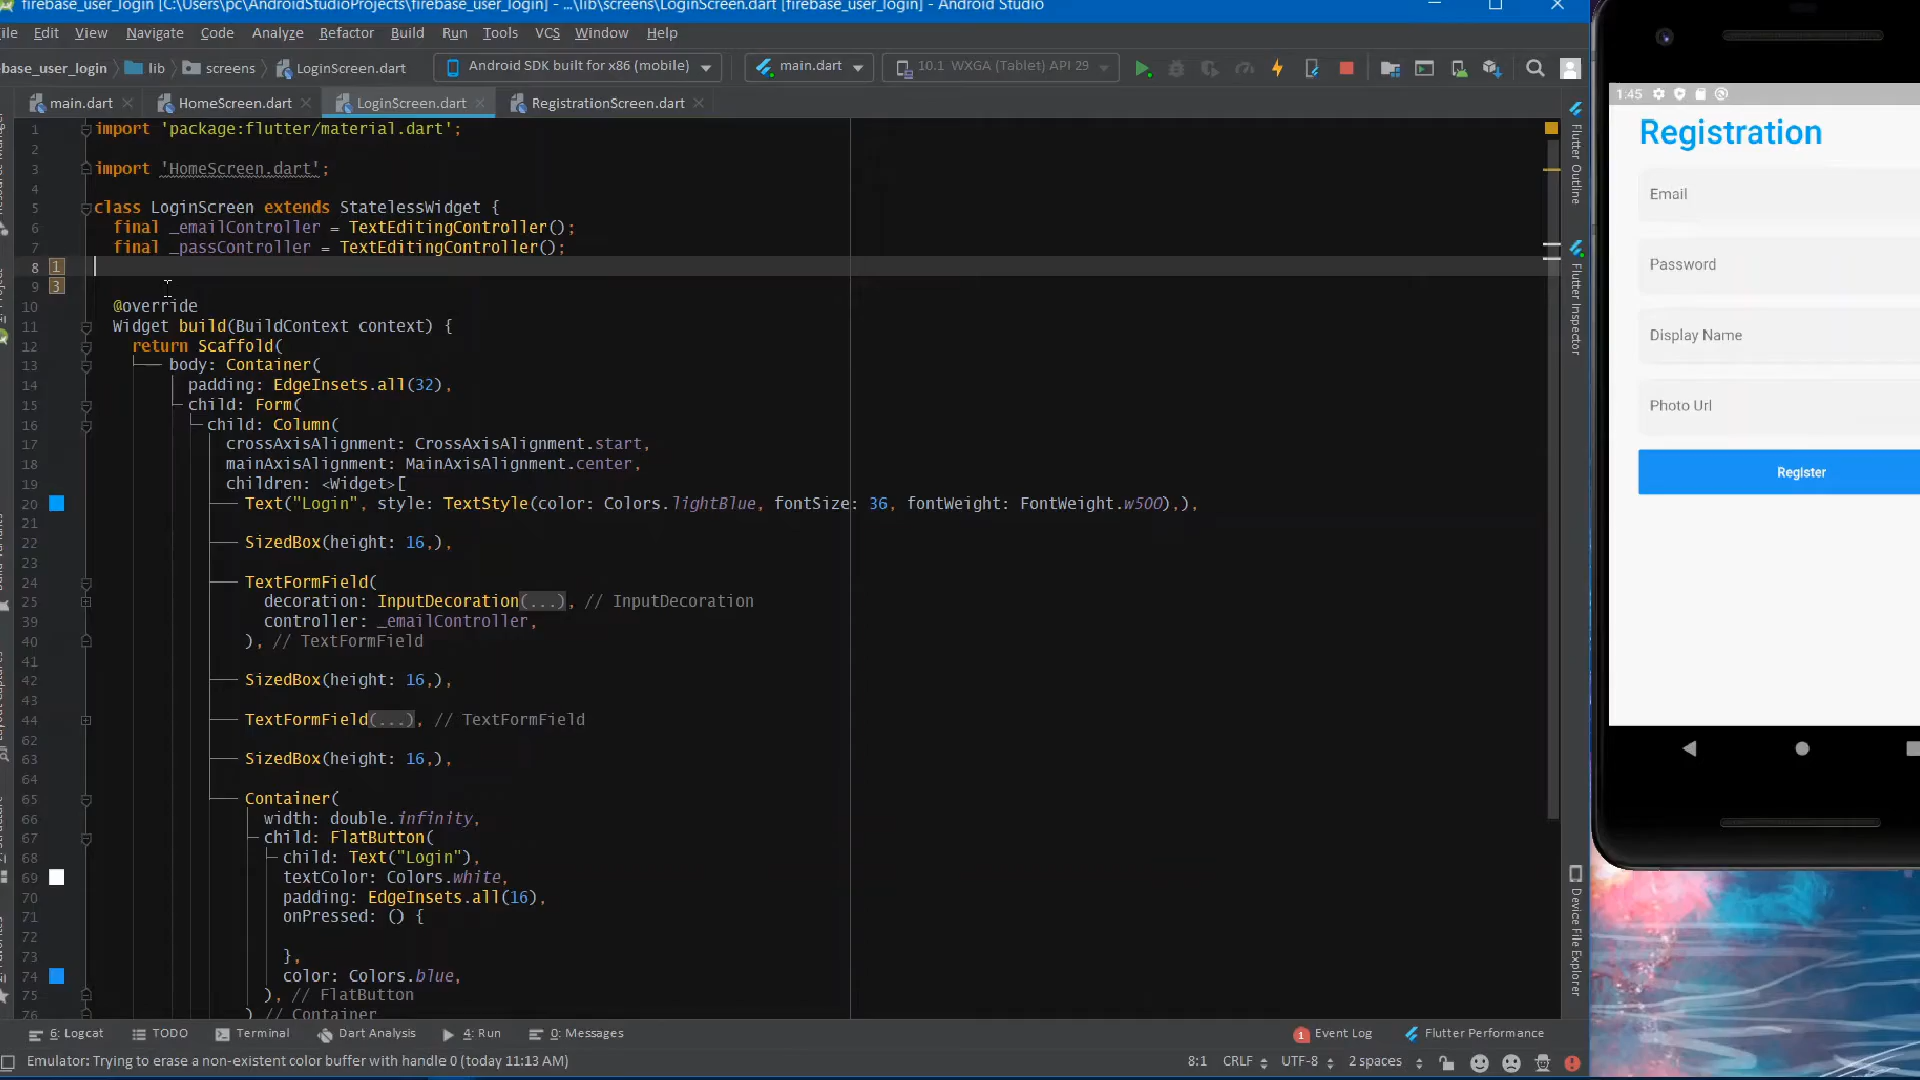 firebase_user_login [C:\Users\pc\AndroidStudioProjects\firebase_user_login] - ...\lib\screens\LoginScreen.dart [firebase_user_login] - Android Studio
Edit View Navigate Code Analyze Refactor Build Run Tools VCS Window Help
base_user_login lib screens LoginScreen.dart Android SDK built for x86 (mobile) main.dart 10.1 WXGA (Tablet) API 29
main.dart HomeScreen.dart LoginScreen.dart RegistrationScreen.dart
1 import 'package:flutter/material.dart';
2
3 import 'HomeScreen.dart';
4
5 class LoginScreen extends StatelessWidget {
6 final _emailController = TextEditingController();
7 final _passController = TextEditingController();
8 1
9 3
10 @override
11 Widget build(BuildContext context) {
12 return Scaffold(
13 body: Container(
14 padding: EdgeInsets.all(32),
15 child: Form(
16 child: Column(
17 crossAxisAlignment: CrossAxisAlignment.start,
18 mainAxisAlignment: MainAxisAlignment.center,
19 children: <Widget>[
20 Text("Login", style: TextStyle(color: Colors.lightBlue, fontSize: 36, fontWeight: FontWeight.w500),),
21
22 SizedBox(height: 16,),
23
24 TextFormField(
25 decoration: InputDecoration(...), // InputDecoration
39 controller: _emailController,
40 ), // TextFormField
41
42 SizedBox(height: 16,),
43
44 TextFormField(...), // TextFormField
62
63 SizedBox(height: 16,),
64
65 Container(
66 width: double.infinity,
67 child: FlatButton(
68 child: Text("Login"),
69 textColor: Colors.white,
70 padding: EdgeInsets.all(16),
71 onPressed: () {
72
73 },
74 color: Colors.blue,
75 ), // FlatButton
76 ) // Container
Flutter Outline
Flutter Inspector
Device File Explorer
6: Logcat TODO Terminal Dart Analysis 4: Run 0: Messages 1 Event Log Flutter Performance
Emulator: Trying to erase a non-existent color buffer with handle 0 (today 11:13 AM) 8:1 CRLF UTF-8 2 spaces
1:45
Registration
Email
Password
Display Name
Photo Url
Register